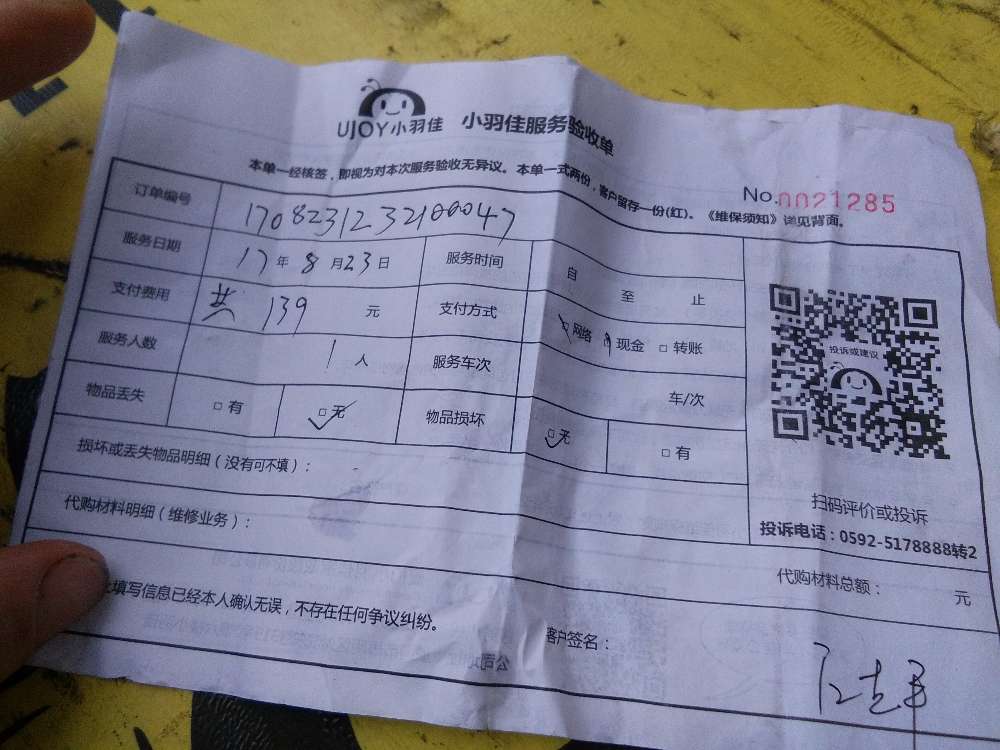 UJOY小羽佳 小羽佳服务验收单
本单一经核签，即视为对本次服务验收无异议。本单一式两份，客户留存一份(红)。《维保须知》详见背面。
No.0021285
订单编号 1708231232100047
服务日期 17年8月23日 服务时间 自 至 止
支付费用 共 139 元 支付方式 □网络 □现金 □转账
服务人数 1人 服务车次 车/次
物品丢失 □有 □无 物品损坏 □无 □有
投诉或建议
扫码评价或投诉
投诉电话：0592-5178888转2
损坏或丢失物品明细（没有可不填）：
代购材料明细（维修业务）：
代购材料总额： 元
填写信息已经本人确认无误，不存在任何争议纠纷。
客户签名：